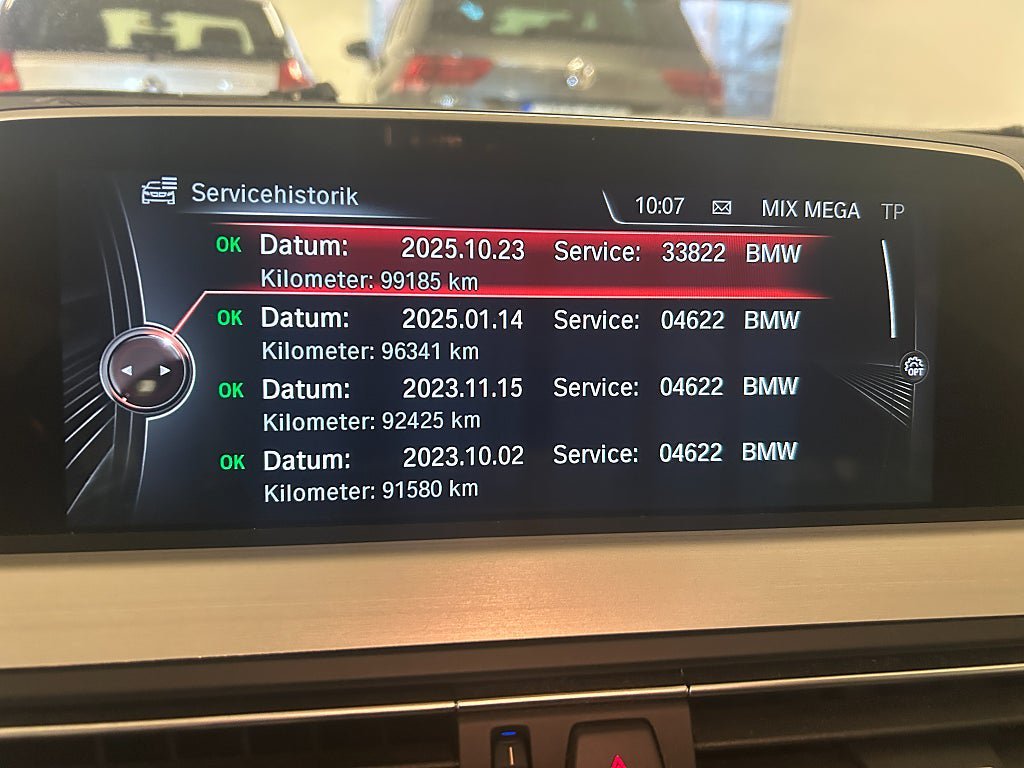 Servicehistorik
10:07 MIX MEGA TP
OK Datum: 2025.10.23 Service: 33822 BMW
Kilometer: 99185 km
OK Datum: 2025.01.14 Service: 04622 BMW
Kilometer: 96341 km
OPT
OK Datum: 2023.11.15 Service: 04622 BMW
Kilometer: 92425 km
OK Datum: 2023.10.02 Service: 04622 BMW
Kilometer: 91580 km